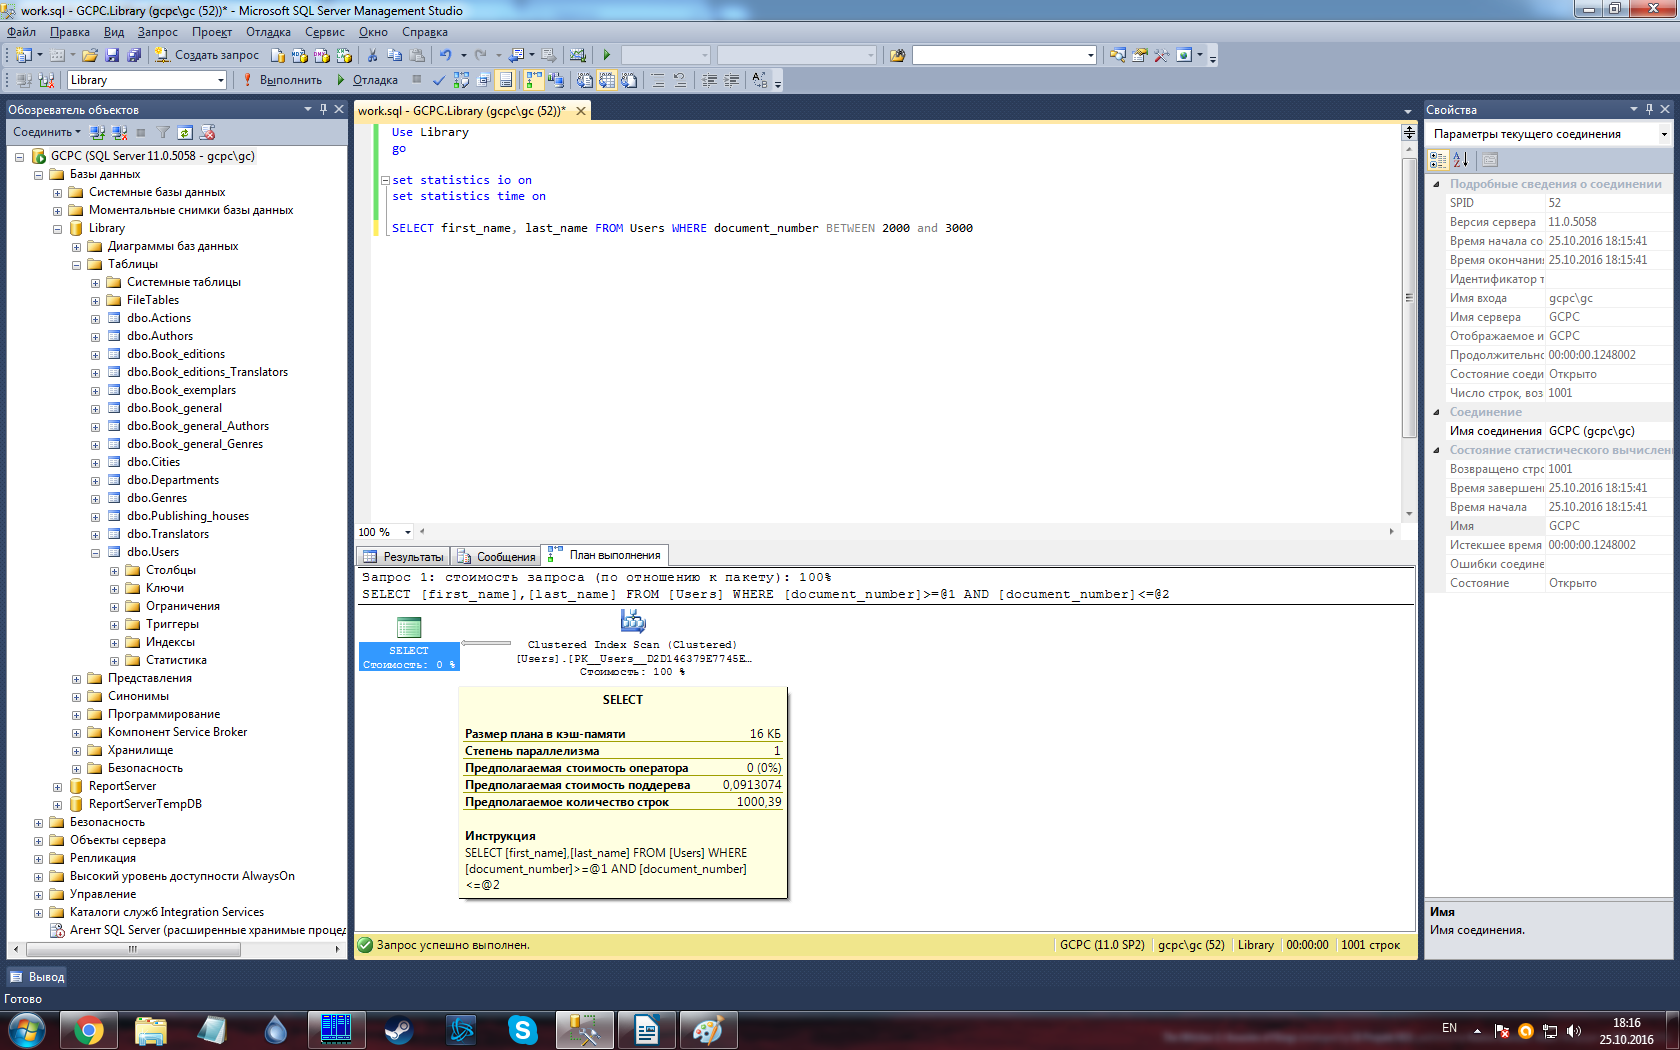 work.sql - GCPC.Library (gcpc\gc (52))* - Microsoft SQL Server Management Studio
Файл Правка Вид Запрос Проект Отладка Сервис Окно Справка
Создать запрос
Library Выполнить Отладка
Обозреватель объектов
Соединить
GCPC (SQL Server 11.0.5058 - gcpc\gc)
Базы данных
Системные базы данных
Моментальные снимки базы данных
Library
Диаграммы баз данных
Таблицы
Системные таблицы
FileTables
dbo.Actions
dbo.Authors
dbo.Book_editions
dbo.Book_editions_Translators
dbo.Book_exemplars
dbo.Book_general
dbo.Book_general_Authors
dbo.Book_general_Genres
dbo.Cities
dbo.Departments
dbo.Genres
dbo.Publishing_houses
dbo.Translators
dbo.Users
Столбцы
Ключи
Ограничения
Триггеры
Индексы
Статистика
Представления
Синонимы
Программирование
Компонент Service Broker
Хранилище
Безопасность
ReportServer
ReportServerTempDB
Безопасность
Объекты сервера
Репликация
Высокий уровень доступности AlwaysOn
Управление
Каталоги служб Integration Services
Агент SQL Server (расширенные хранимые процед
work.sql - GCPC.Library (gcpc\gc (52))*
Use Library
go
set statistics io on
set statistics time on
SELECT first_name, last_name FROM Users WHERE document_number BETWEEN 2000 and 3000
100 %
Результаты Сообщения План выполнения
Запрос 1: стоимость запроса (по отношению к пакету): 100%
SELECT [first_name],[last_name] FROM [Users] WHERE [document_number]>=@1 AND [document_number]<=@2
SELECT
Стоимость: 0 %
Clustered Index Scan (Clustered)
[Users].[PK__Users__D2D146379E7745E…
Стоимость: 100 %
SELECT
Размер плана в кэш-памяти 16 КБ
Степень параллелизма 1
Предполагаемая стоимость оператора 0 (0%)
Предполагаемая стоимость поддерева 0,0913074
Предполагаемое количество строк 1000,39
Инструкция
SELECT [first_name],[last_name] FROM [Users] WHERE
[document_number]>=@1 AND [document_number]
<=@2
Запрос успешно выполнен. GCPC (11.0 SP2) gcpc\gc (52) Library 00:00:00 1001 строк
Свойства
Параметры текущего соединения
Подробные сведения о соединении
SPID 52
Версия сервера 11.0.5058
Время начала со 25.10.2016 18:15:41
Время окончани 25.10.2016 18:15:41
Идентификатор т
Имя входа gcpc\gc
Имя сервера GCPC
Отображаемое и GCPC
Продолжительно 00:00:00.1248002
Состояние соеди Открыто
Число строк, воз 1001
Соединение
Имя соединения GCPC (gcpc\gc)
Состояние статистического вычислен
Возвращено стро 1001
Время завершен 25.10.2016 18:15:41
Время начала 25.10.2016 18:15:41
Имя GCPC
Истекшее время 00:00:00.1248002
Ошибки соедине
Состояние Открыто
Имя
Имя соединения.
Вывод
Готово
EN
18:16
25.10.2016